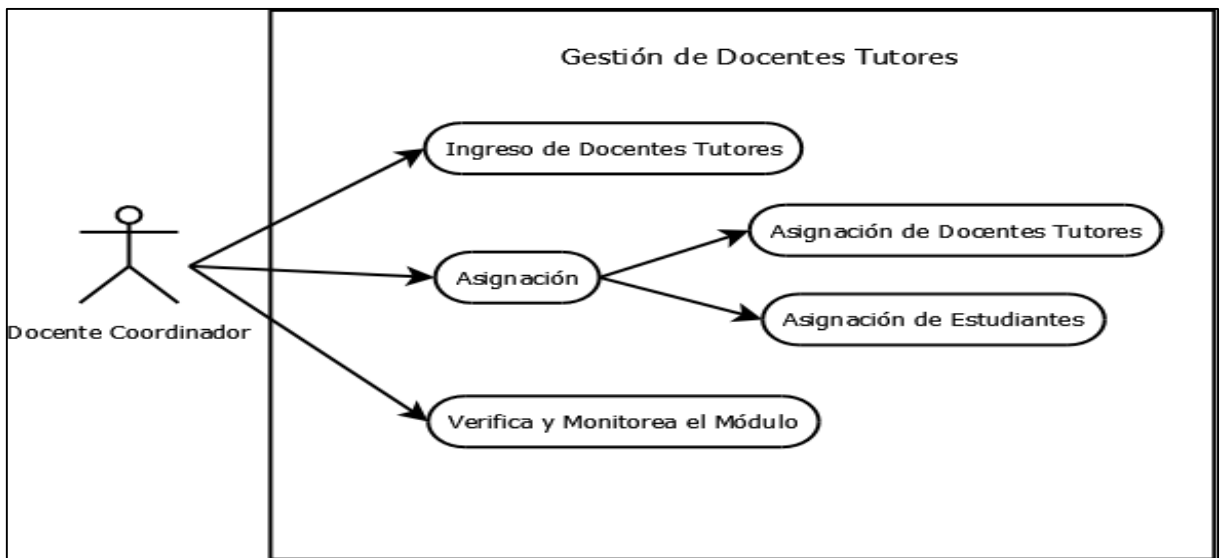 Gestión de Docentes Tutores
Ingreso de Docentes Tutores
Asignación de Docentes Tutores
Asignación
Asignación de Estudiantes
Docente Coordinador
Verifica y Monitorea el Módulo